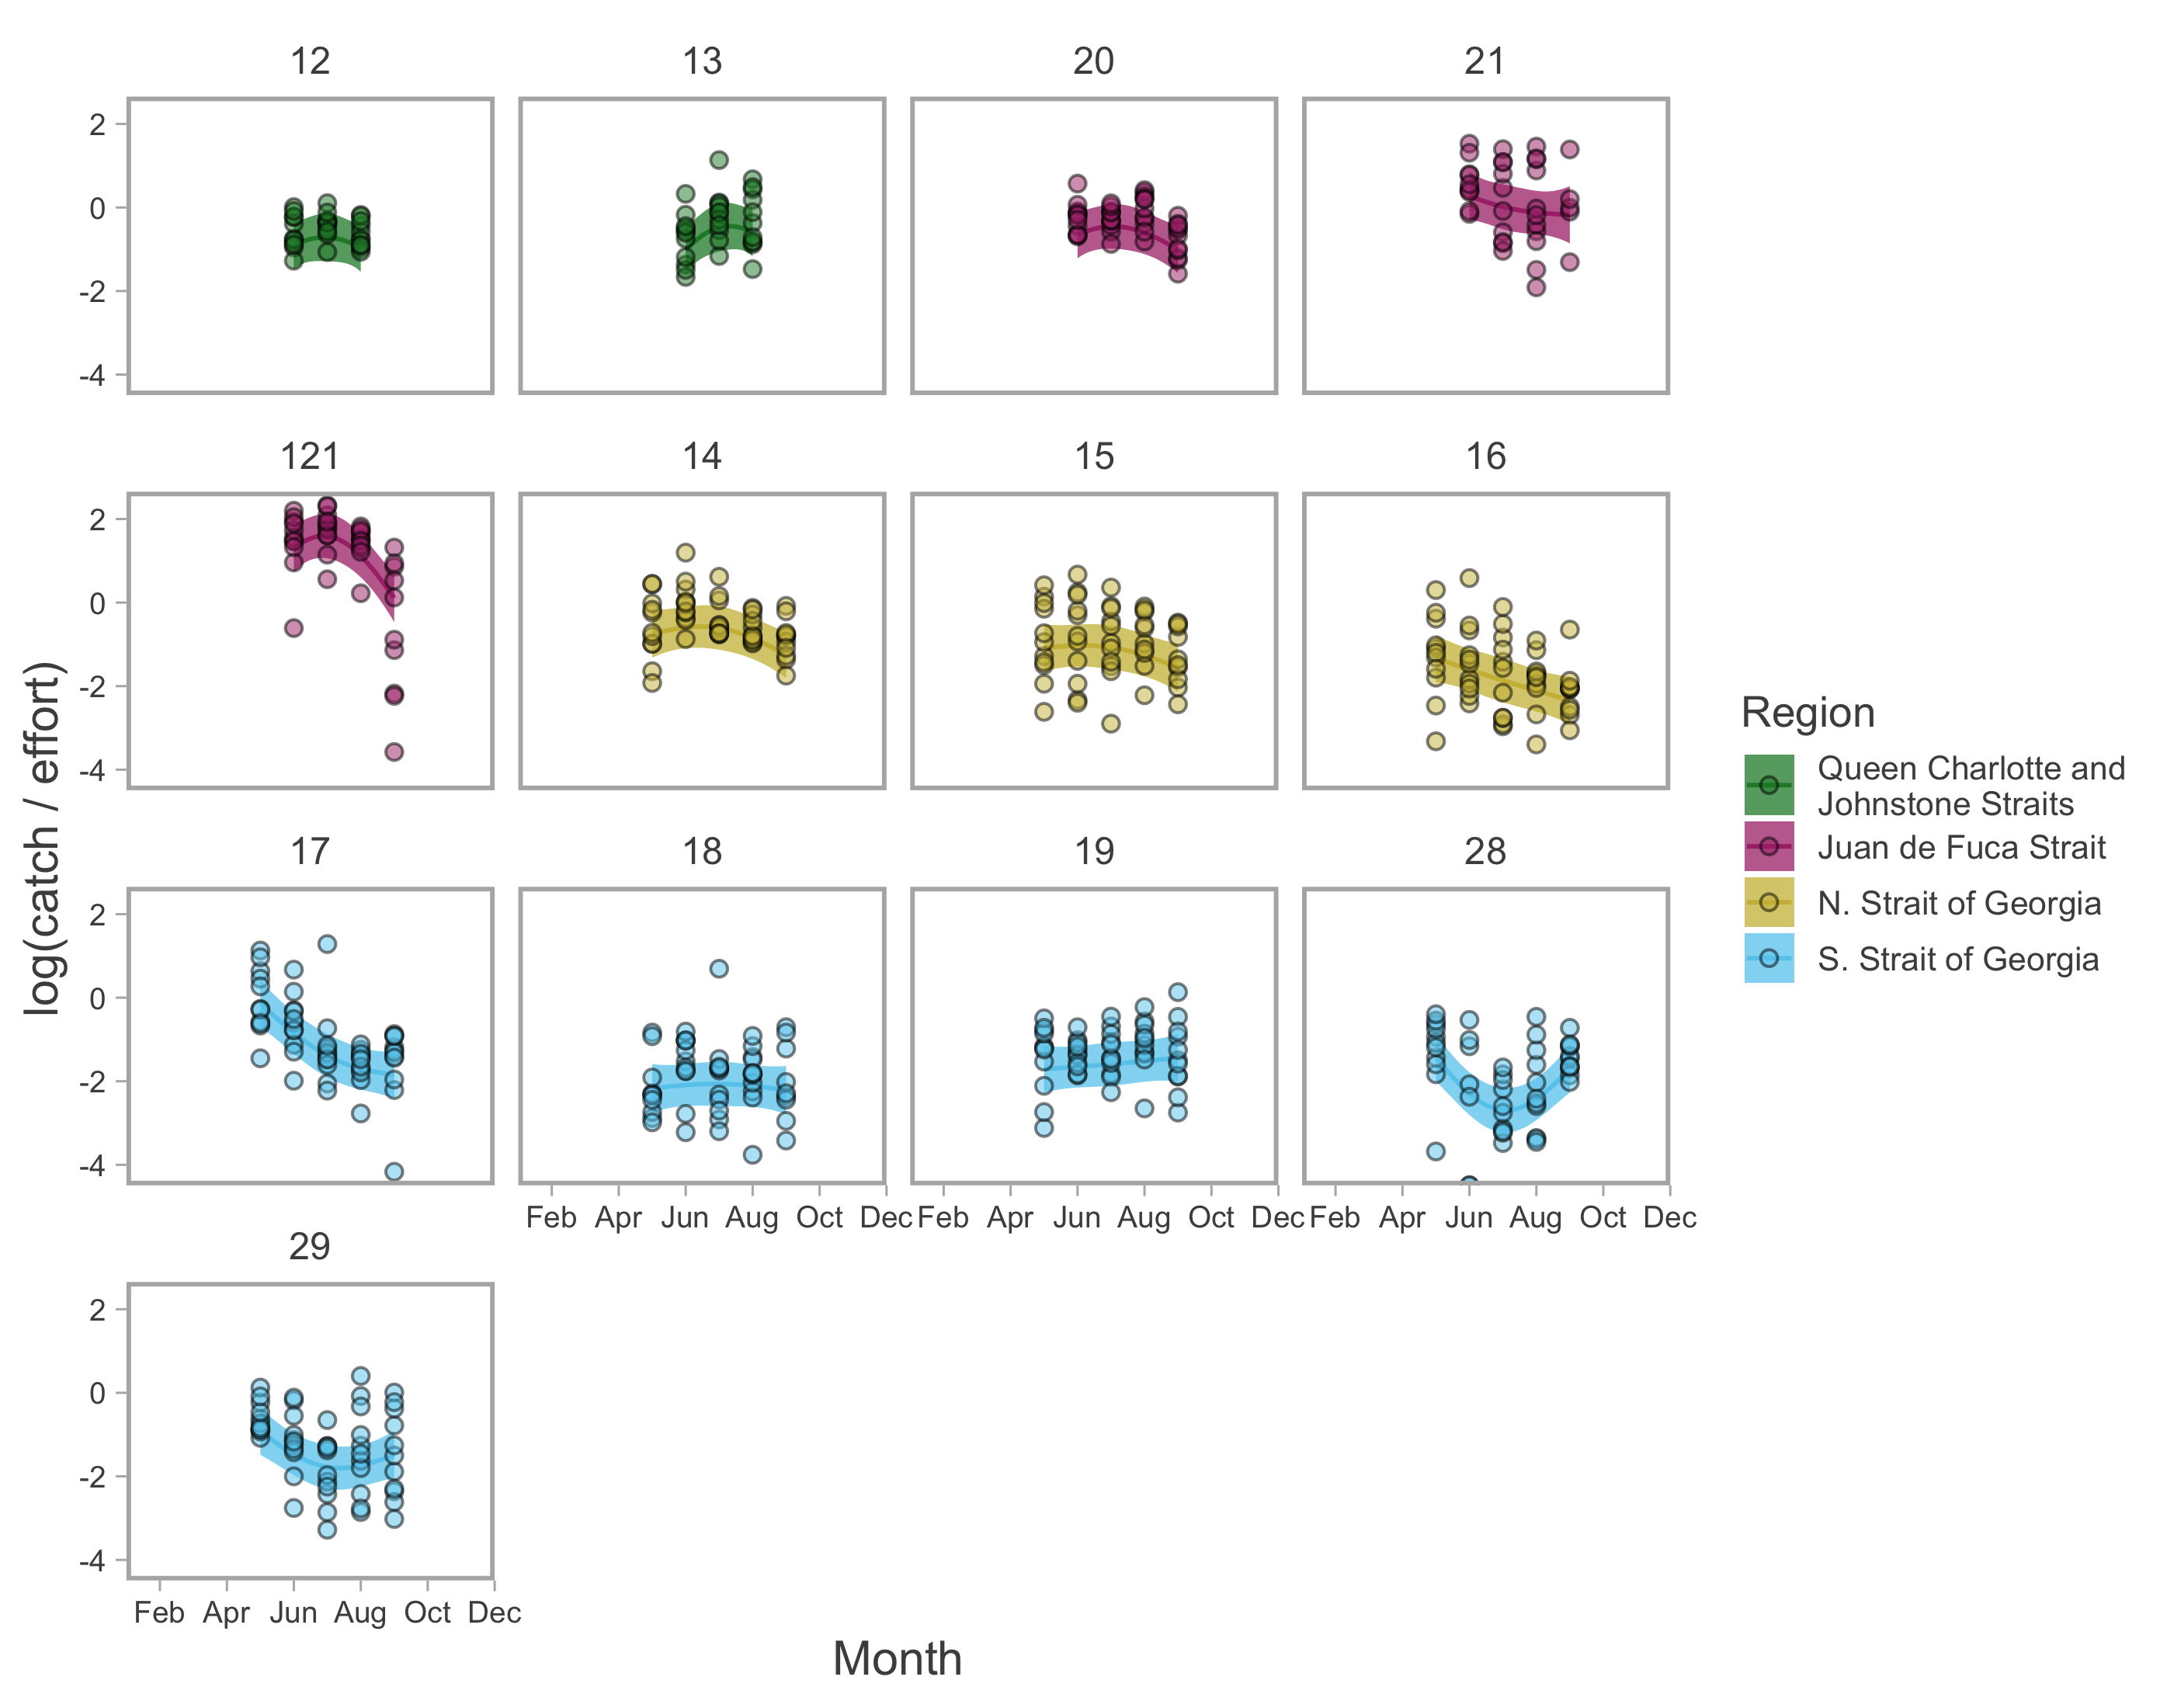 12 13 20 21
2
0
-2
-4
121 14 15 16
2
0
-2
-4
17 18 19 28
2
0
-2
-4
Feb Apr Jun Aug Oct Dec Feb Apr Jun Aug Oct Dec Feb Apr Jun Aug Oct Dec
29
2
0
-2
-4
Feb Apr Jun Aug Oct Dec
Month
log(catch / effort)
Region
Queen Charlotte and
Johnstone Straits
Juan de Fuca Strait
N. Strait of Georgia
S. Strait of Georgia